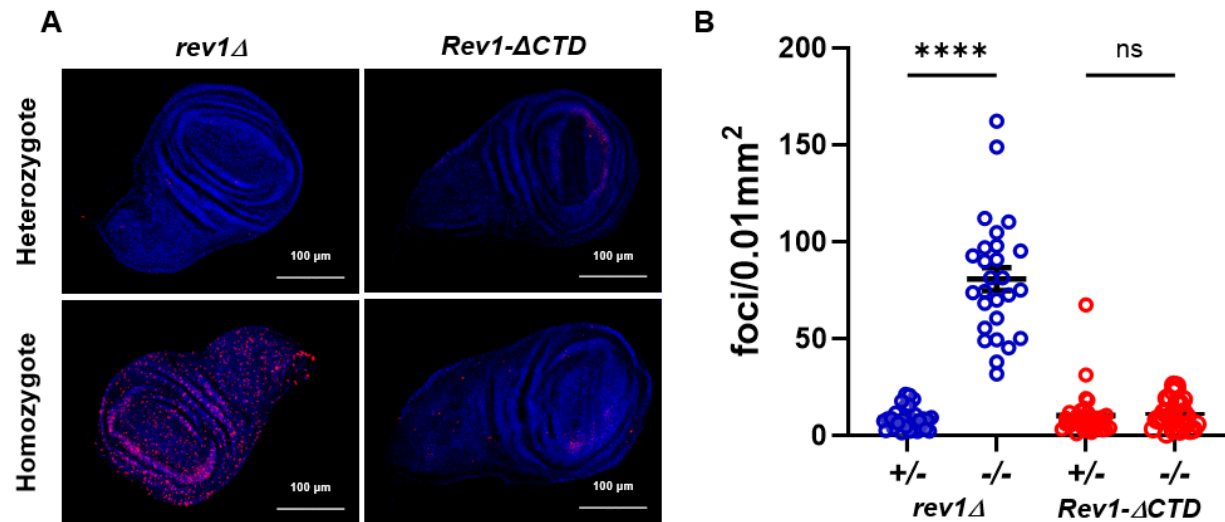 A
rev1Δ
Rev1-ΔCTD
Heterozygote
100 µm
100 µm
Homozygote
100 µm
100 µm
B
foci/0.01mm²
200
150
100
50
0
****
ns
+/-
-/-
+/-
-/-
rev1Δ
Rev1-ΔCTD